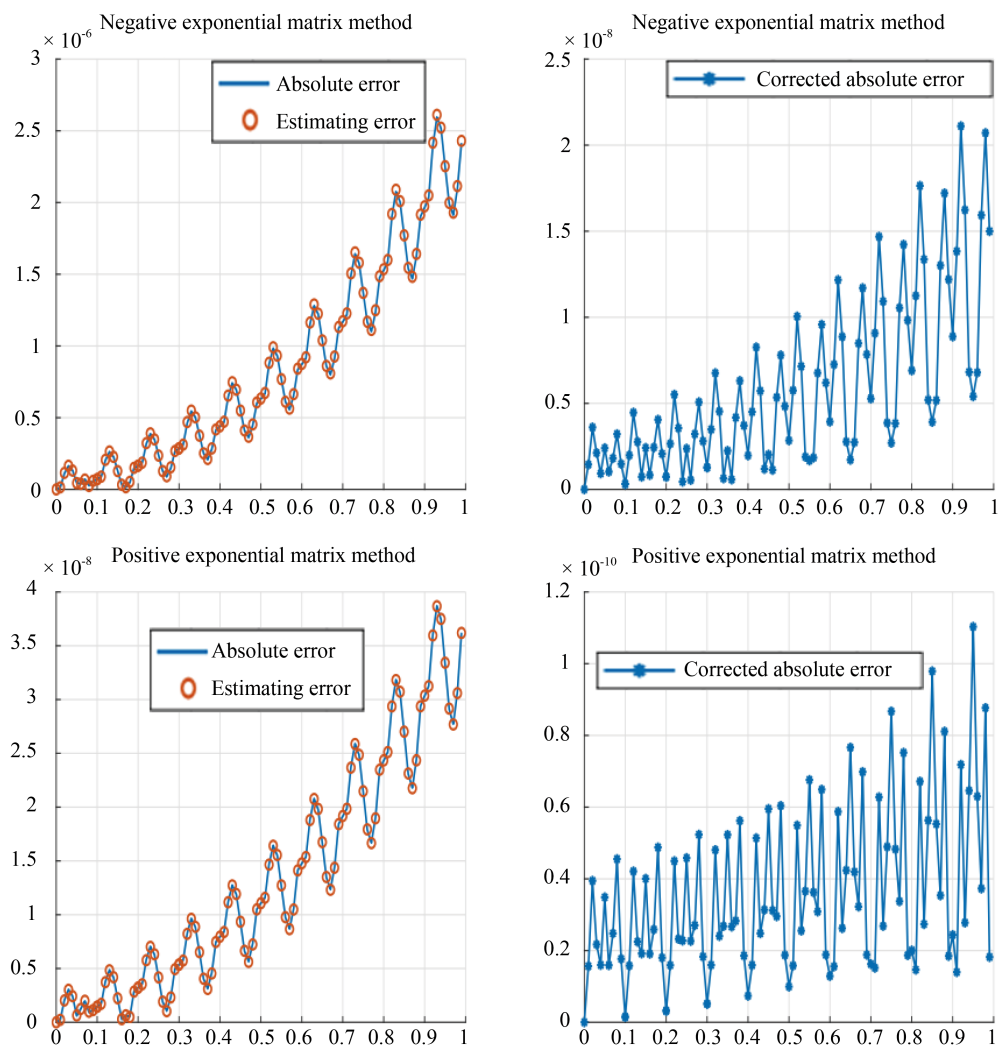 Negative exponential matrix method
× 10-6
3
2.5
2
1.5
1
0.5
0
Absolute error
Estimating error
0 0.1 0.2 0.3 0.4 0.5 0.6 0.7 0.8 0.9 1
Negative exponential matrix method
× 10-8
2.5
2
1.5
1
0.5
0
Corrected absolute error
0 0.1 0.2 0.3 0.4 0.5 0.6 0.7 0.8 0.9 1
Positive exponential matrix method
× 10-8
4
3.5
3
2.5
2
1.5
1
0.5
0
Absolute error
Estimating error
0 0.1 0.2 0.3 0.4 0.5 0.6 0.7 0.8 0.9 1
Positive exponential matrix method
× 10-10
1.2
1
0.8
0.6
0.4
0.2
0
Corrected absolute error
0 0.1 0.2 0.3 0.4 0.5 0.6 0.7 0.8 0.9 1